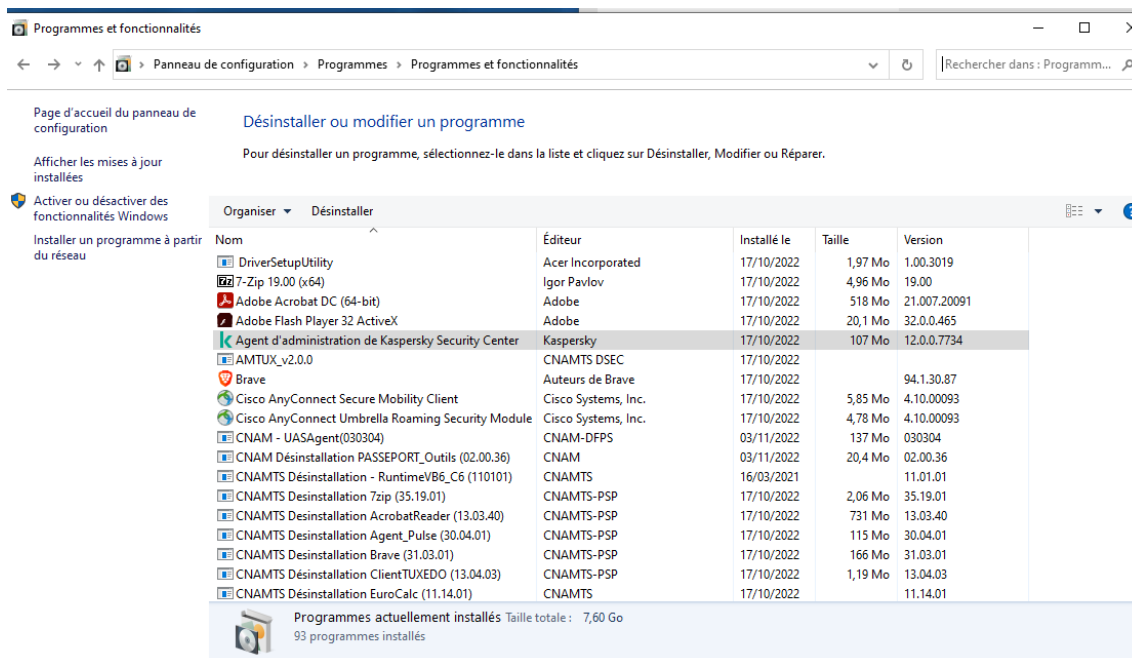 Programmes et fonctionnalités
Panneau de configuration > Programmes > Programmes et fonctionnalités
Rechercher dans : Programm...
Page d'accueil du panneau de
configuration
Afficher les mises à jour
installées
Activer ou désactiver des
fonctionnalités Windows
Installer un programme à partir
du réseau
Désinstaller ou modifier un programme
Pour désinstaller un programme, sélectionnez-le dans la liste et cliquez sur Désinstaller, Modifier ou Réparer.
Organiser Désinstaller
Nom Éditeur Installé le Taille Version
DriverSetupUtility Acer Incorporated 17/10/2022 1,97 Mo 1.00.3019
7-Zip 19.00 (x64) Igor Pavlov 17/10/2022 4,96 Mo 19.00
Adobe Acrobat DC (64-bit) Adobe 17/10/2022 518 Mo 21.007.20091
Adobe Flash Player 32 ActiveX Adobe 17/10/2022 20,1 Mo 32.0.0.465
Agent d'administration de Kaspersky Security Center Kaspersky 17/10/2022 107 Mo 12.0.0.7734
AMTUX_v2.0.0 CNAMTS DSEC 17/10/2022
Brave Auteurs de Brave 17/10/2022 94.1.30.87
Cisco AnyConnect Secure Mobility Client Cisco Systems, Inc. 17/10/2022 5,85 Mo 4.10.00093
Cisco AnyConnect Umbrella Roaming Security Module Cisco Systems, Inc. 17/10/2022 4,78 Mo 4.10.00093
CNAM - UASAgent(030304) CNAM-DFPS 03/11/2022 137 Mo 030304
CNAM Désinstallation PASSEPORT_Outils (02.00.36) CNAM 03/11/2022 20,4 Mo 02.00.36
CNAMTS Désinstallation - RuntimeVB6_C6 (110101) CNAMTS 16/03/2021 11.01.01
CNAMTS Desinstallation 7zip (35.19.01) CNAMTS-PSP 17/10/2022 2,06 Mo 35.19.01
CNAMTS Desinstallation AcrobatReader (13.03.40) CNAMTS-PSP 17/10/2022 731 Mo 13.03.40
CNAMTS Desinstallation Agent_Pulse (30.04.01) CNAMTS-PSP 17/10/2022 115 Mo 30.04.01
CNAMTS Desinstallation Brave (31.03.01) CNAMTS-PSP 17/10/2022 166 Mo 31.03.01
CNAMTS Désinstallation ClientTUXEDO (13.04.03) CNAMTS-PSP 17/10/2022 1,19 Mo 13.04.03
CNAMTS Désinstallation EuroCalc (11.14.01) CNAMTS 17/10/2022 11.14.01
Programmes actuellement installés Taille totale : 7,60 Go
93 programmes installés